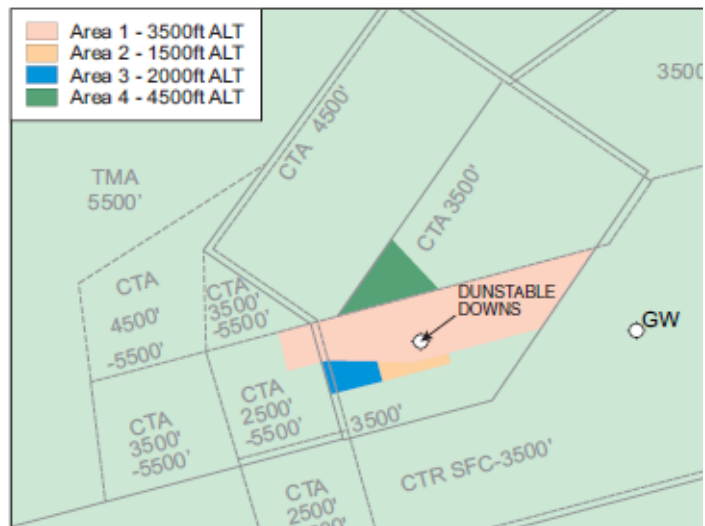 Area 1 - 3500ft ALT
Area 2 - 1500ft ALT
Area 3 - 2000ft ALT
Area 4 - 4500ft ALT
3500
CTA 4500'
TMA
5500'
CTA 3500'
CTA
4500'
-5500'
CTA
3500'
-5500'
DUNSTABLE
DOWNS
GW
CTA
3500'
-5500'
CTA
2500'
-5500'
3500'
CTR SFC-3500'
CTA
2500'